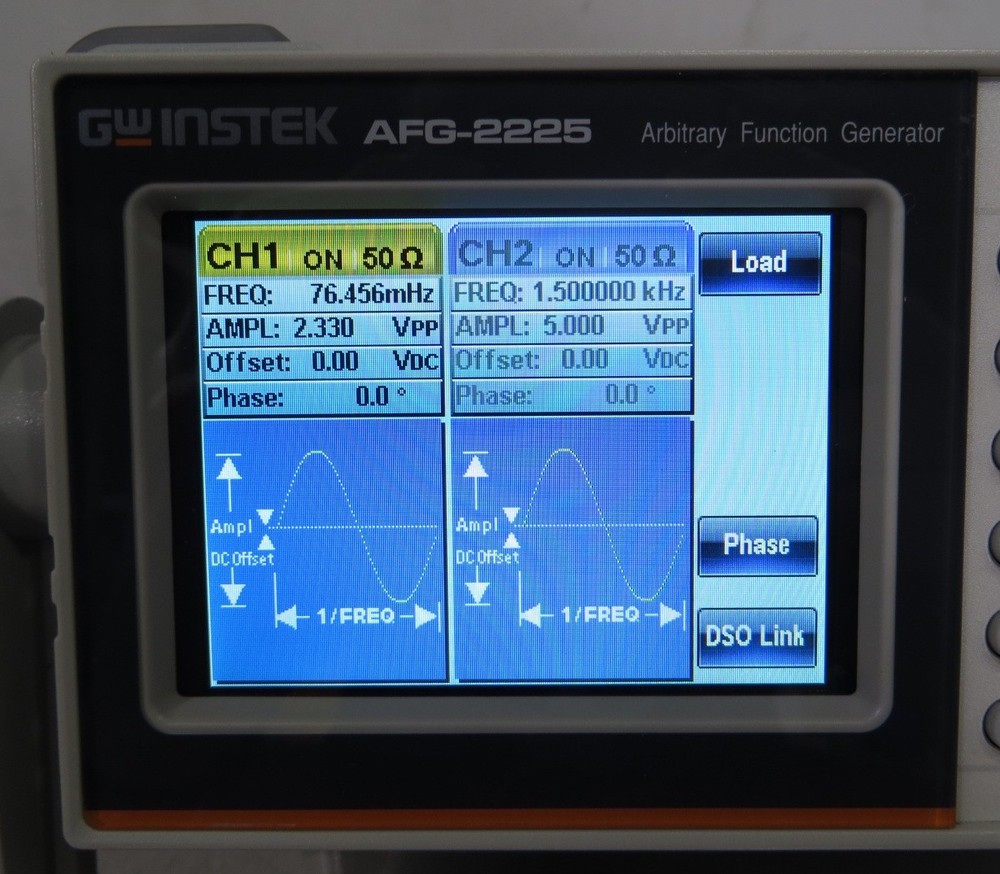 GW INSTEK AFG-2225 Arbitrary Function Generator
CH1 ON 50 Ω
FREQ: 76.456mHz
AMPL: 2.330 VPP
Offset: 0.00 VDC
Phase: 0.0 °
Ampl
DC Offset
1/FREQ
CH2 ON 50 Ω
FREQ: 1.500000 kHz
AMPL: 5.000 VPP
Offset: 0.00 VDC
Phase: 0.0 °
Ampl
DC Offset
1/FREQ
Load
Phase
DSO Link